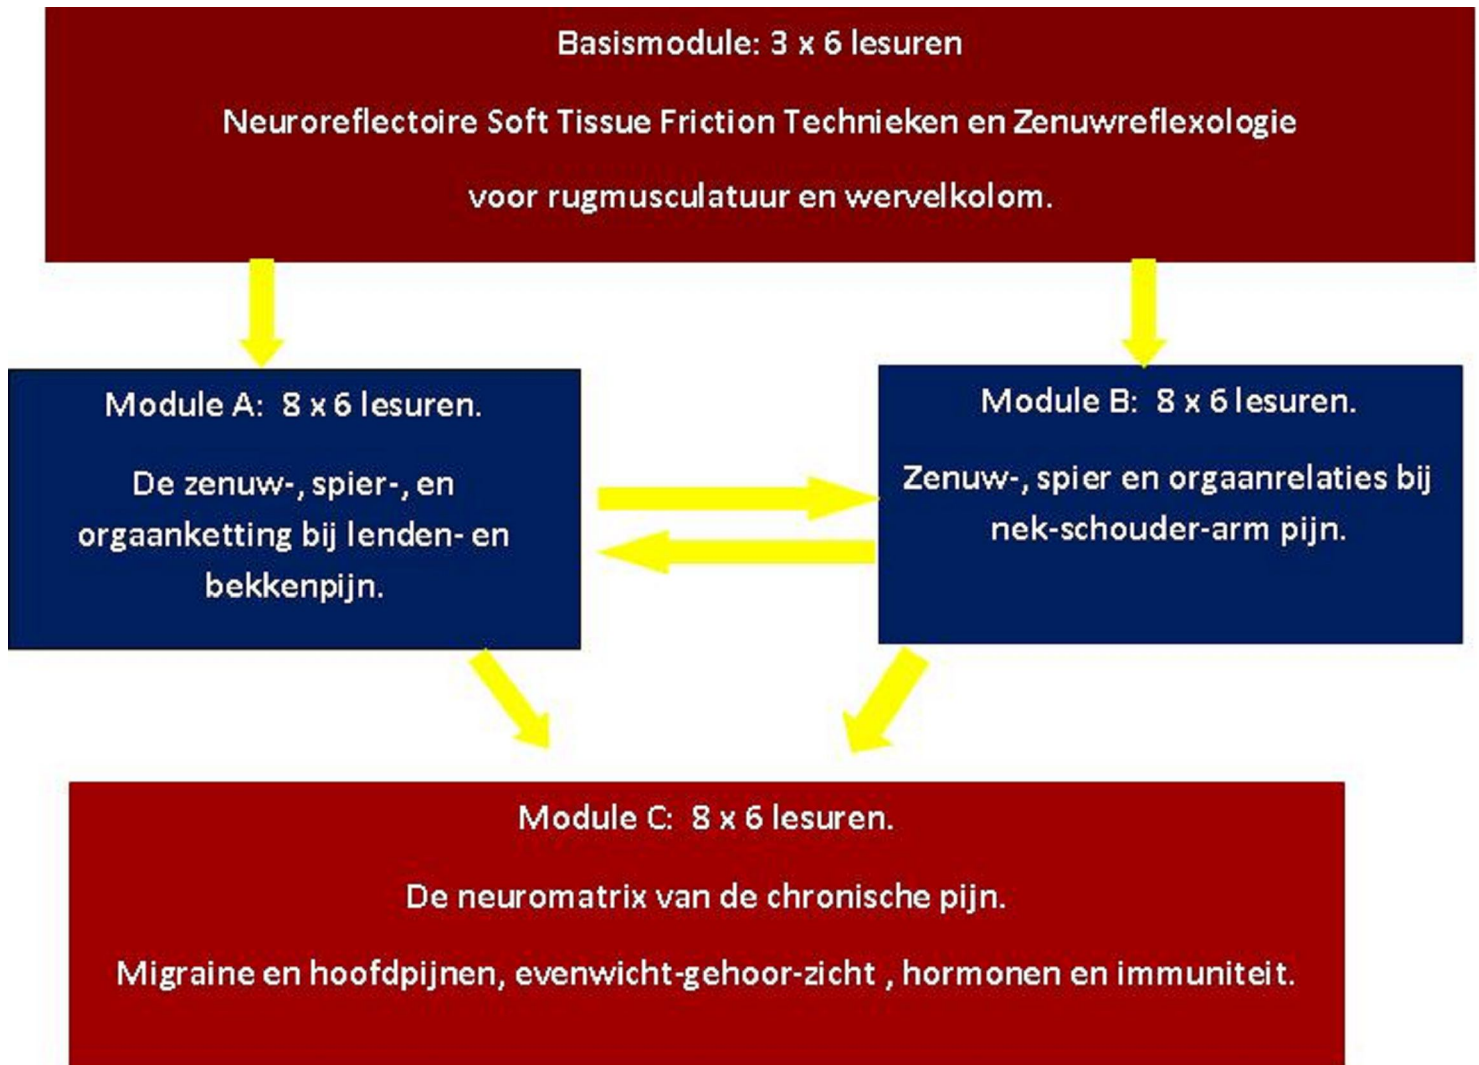 Basismodule: 3 x 6 lesuren
Neuroreflectoire Soft Tissue Friction Technieken en Zenuwreflexologie
voor rugmusculatuur en wervelkolom.
Module A:  8 x 6 lesuren.
De zenuw-, spier-, en
orgaanketting bij lenden- en
bekkenpijn.
Module B:  8 x 6 lesuren.
Zenuw-, spier en orgaanrelaties bij
nek-schouder-arm pijn.
Module C:  8 x 6 lesuren.
De neuromatrix van de chronische pijn.
Migraine en hoofdpijnen, evenwicht-gehoor-zicht , hormonen en immuniteit.